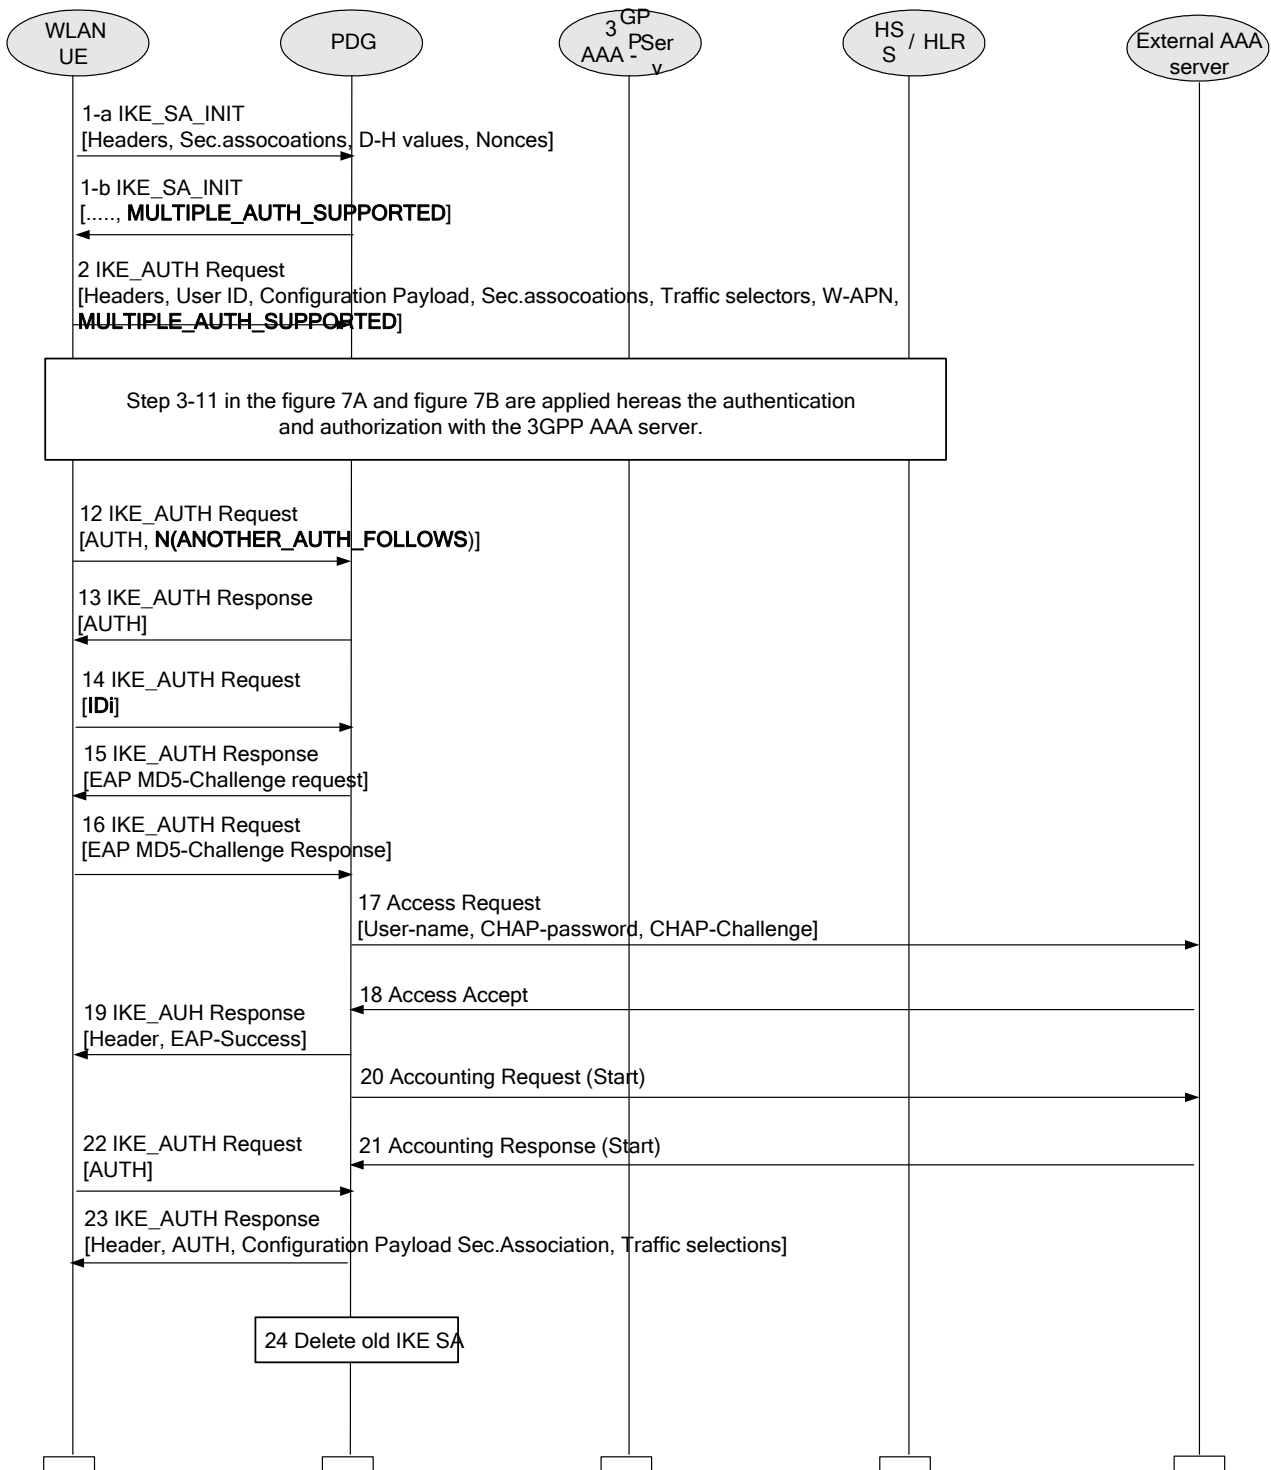 WLAN
UE
PDG
3 GP
AAA - PSer
v
HS / HLR
S
External AAA
server
1-a IKE_SA_INIT
[Headers, Sec.assocoations, D-H values, Nonces]
1-b IKE_SA_INIT
[....., MULTIPLE_AUTH_SUPPORTED]
2 IKE_AUTH Request
[Headers, User ID, Configuration Payload, Sec.assocoations, Traffic selectors, W-APN,
MULTIPLE_AUTH_SUPPORTED]
Step 3-11 in the figure 7A and figure 7B are applied hereas the authentication
and authorization with the 3GPP AAA server.
12 IKE_AUTH Request
[AUTH, N(ANOTHER_AUTH_FOLLOWS)]
13 IKE_AUTH Response
[AUTH]
14 IKE_AUTH Request
[IDi]
15 IKE_AUTH Response
[EAP MD5-Challenge request]
16 IKE_AUTH Request
[EAP MD5-Challenge Response]
17 Access Request
[User-name, CHAP-password, CHAP-Challenge]
18 Access Accept
19 IKE_AUH Response
[Header, EAP-Success]
20 Accounting Request (Start)
21 Accounting Response (Start)
22 IKE_AUTH Request
[AUTH]
23 IKE_AUTH Response
[Header, AUTH, Configuration Payload Sec.Association, Traffic selections]
24 Delete old IKE SA